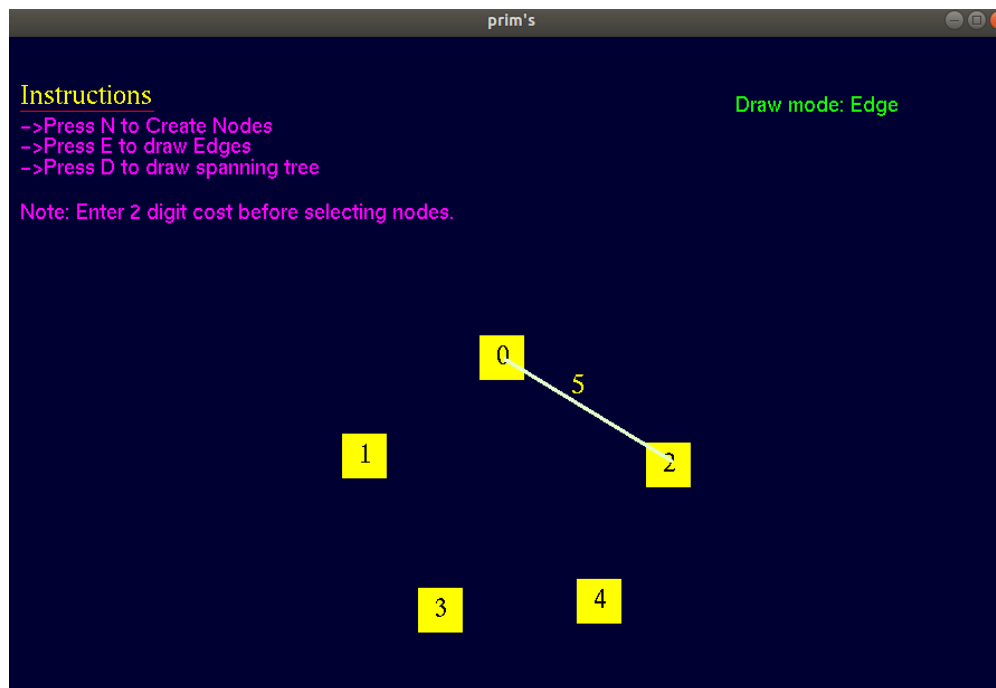 prim's
Instructions
Draw mode: Edge
->Press N to Create Nodes
->Press E to draw Edges
->Press D to draw spanning tree
Note: Enter 2 digit cost before selecting nodes.
0
5
1
2
3
4